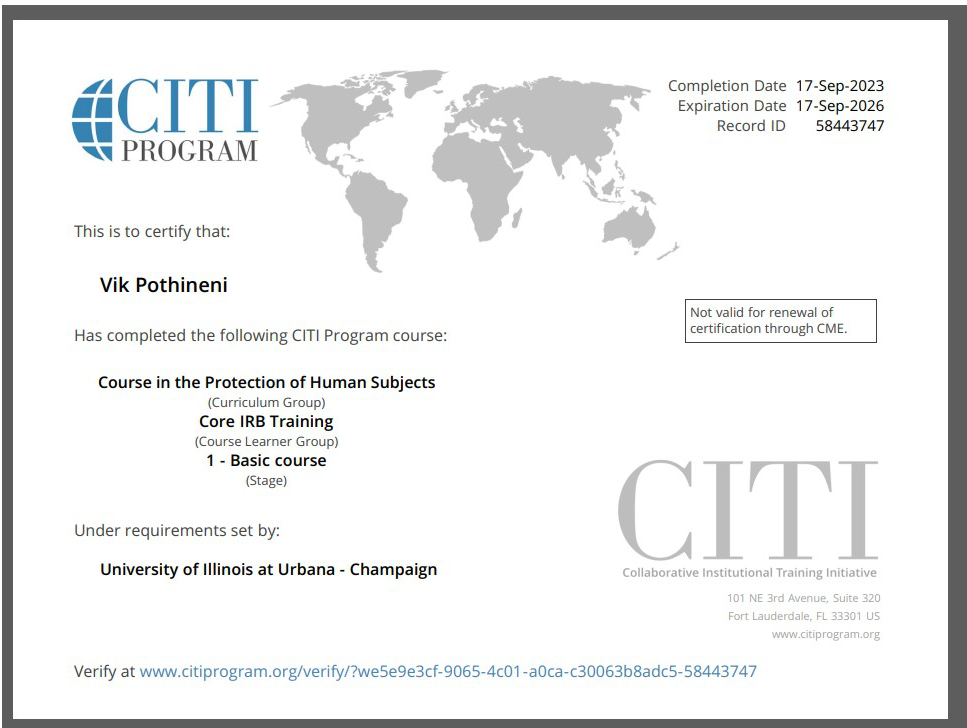 CITI
PROGRAM
Completion Date 17-Sep-2023
Expiration Date 17-Sep-2026
Record ID 58443747
This is to certify that:
Vik Pothineni
Not valid for renewal of
certification through CME.
Has completed the following CITI Program course:
Course in the Protection of Human Subjects
(Curriculum Group)
Core IRB Training
(Course Learner Group)
1 - Basic course
(Stage)
Under requirements set by:
University of Illinois at Urbana - Champaign
CITI
Collaborative Institutional Training Initiative
101 NE 3rd Avenue, Suite 320
Fort Lauderdale, FL 33301 US
www.citiprogram.org
Verify at www.citiprogram.org/verify/?we5e9e3cf-9065-4c01-a0ca-c30063b8adc5-58443747